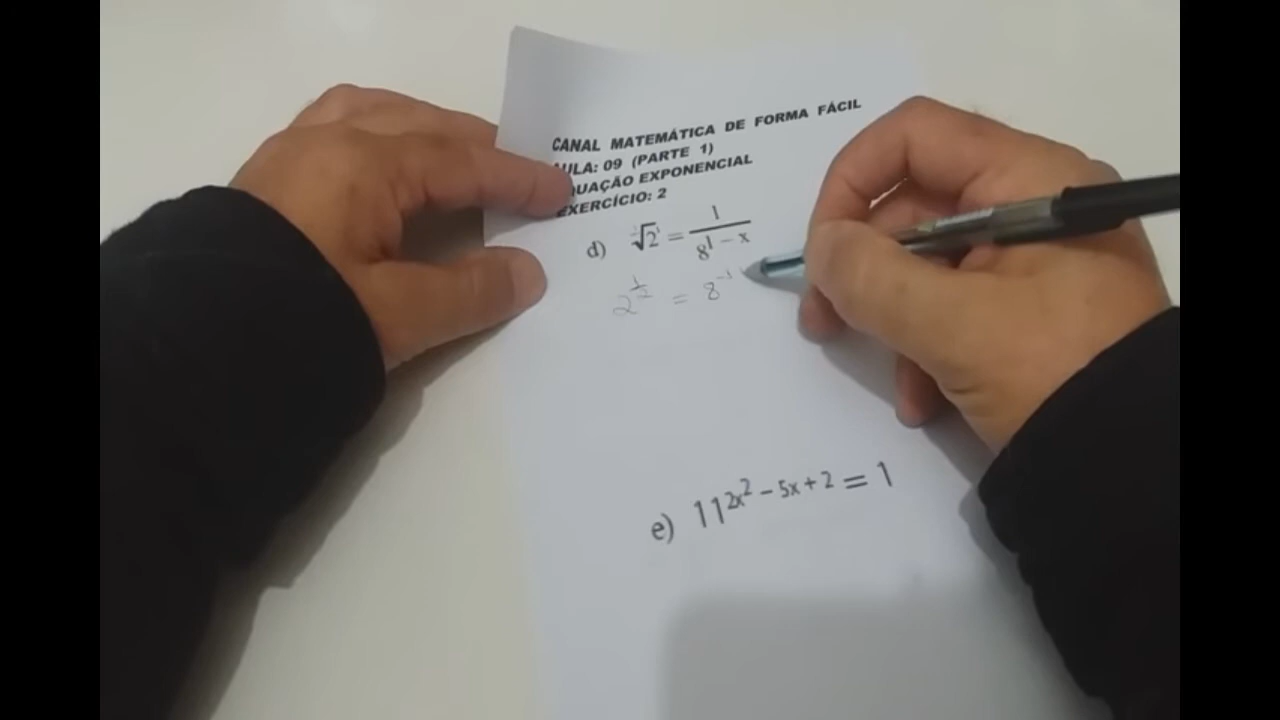 CANAL MATEMÁTICA DE FORMA FÁCIL
ULA: 09 (PARTE 1)
QUAÇÃO EXPONENCIAL
EXERCÍCIO: 2
d) ²√2¹ = 1/8^(1 – x)
2^(1/2) = 8^(-1
e) 11^(2x² – 5x + 2) = 1